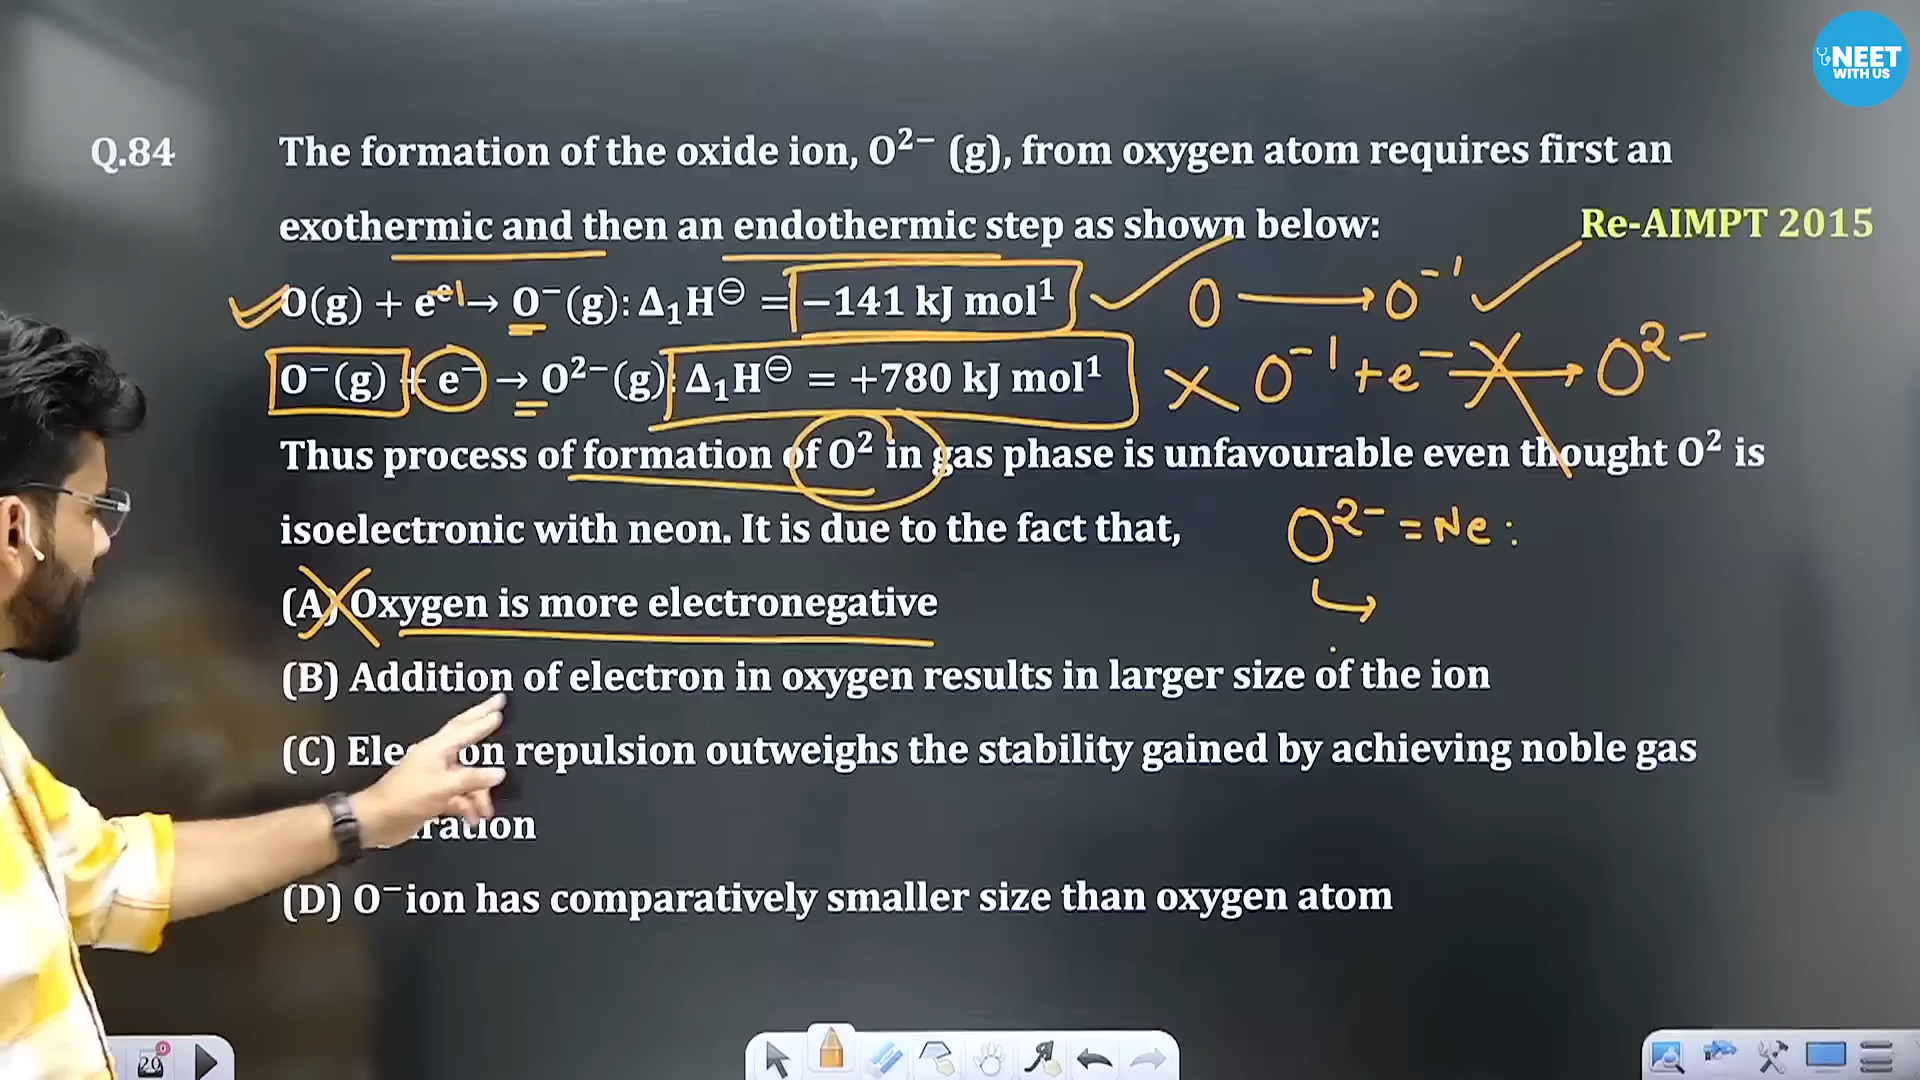 NEET
WITH US
Q.84 The formation of the oxide ion, O²⁻ (g), from oxygen atom requires first an
exothermic and then an endothermic step as shown below: Re-AIMPT 2015
O(g) + e → O⁻(g): Δ₁H⊖ = −141 kJ mol¹ O → O⁻¹
O⁻(g) + e⁻ → O²⁻(g): Δ₁H⊖ = +780 kJ mol¹ O⁻¹ + e⁻ → O²⁻
Thus process of formation of O² in gas phase is unfavourable even thought O² is
isoelectronic with neon. It is due to the fact that, O²⁻ = Ne:
(A) Oxygen is more electronegative
(B) Addition of electron in oxygen results in larger size of the ion
(C) repulsion outweighs the stability gained by achieving noble gas
(D) O⁻ion has comparatively smaller size than oxygen atom
20